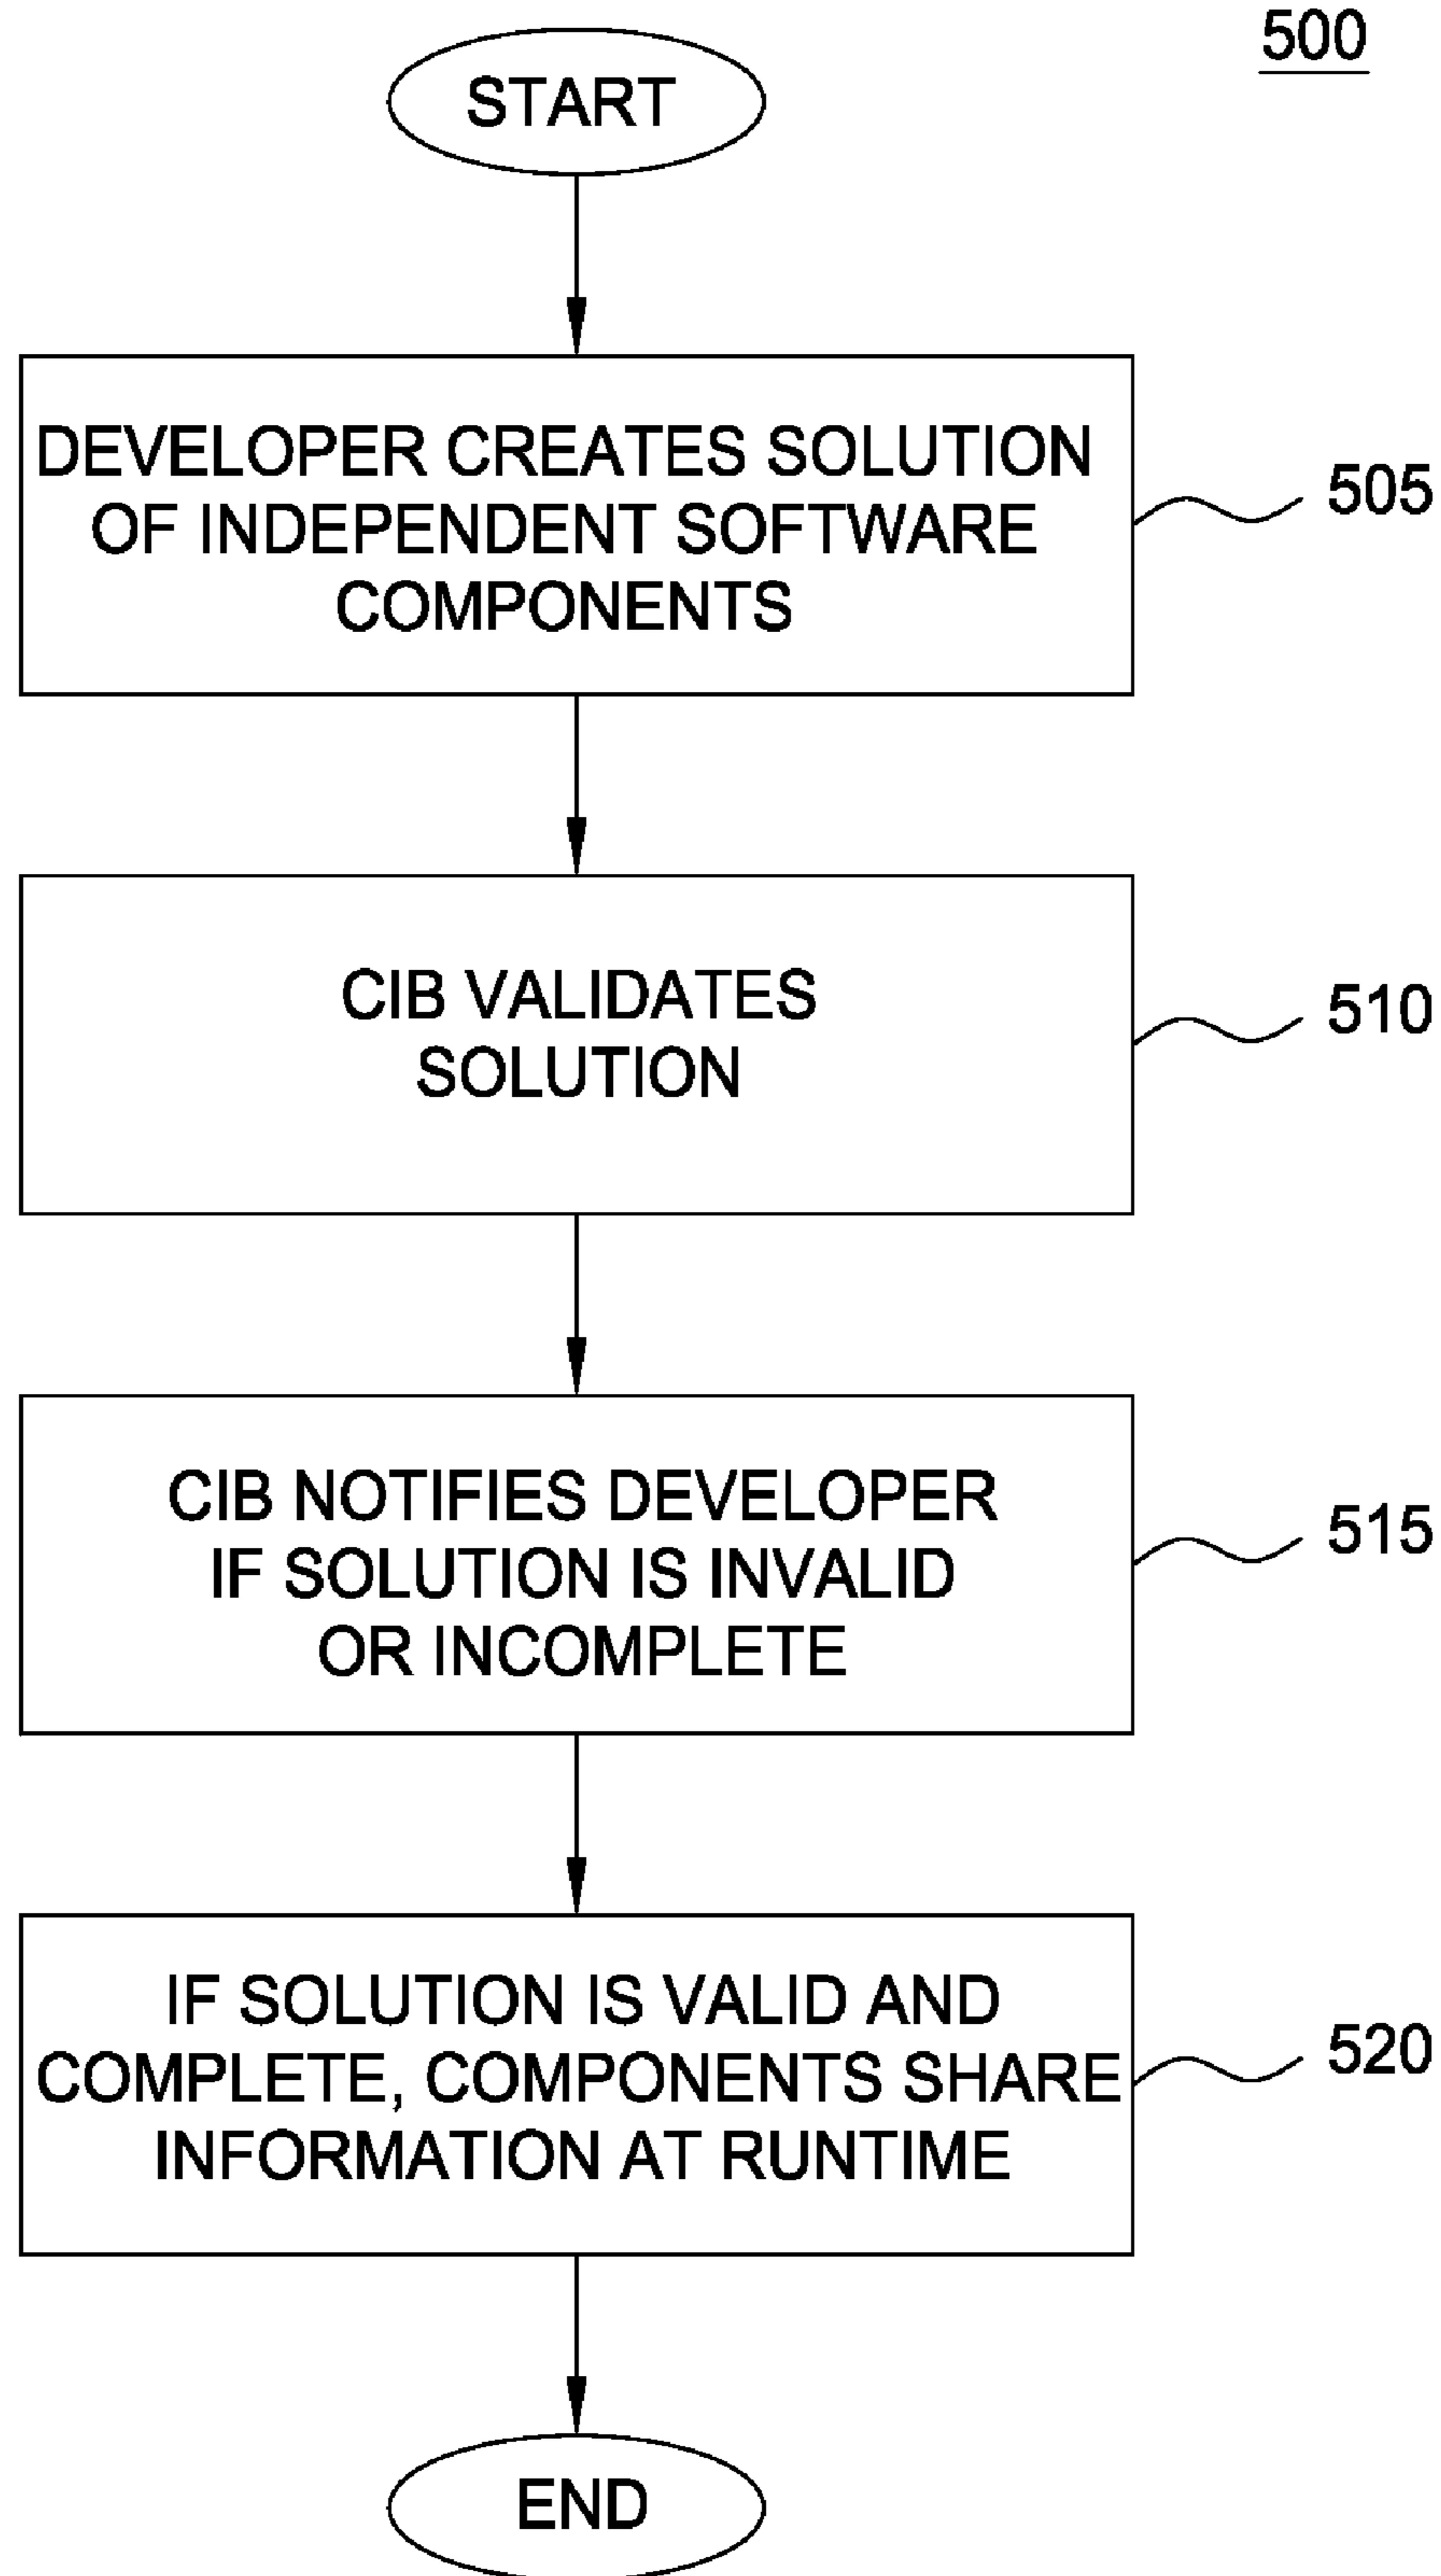 500
START
DEVELOPER CREATES SOLUTION
OF INDEPENDENT SOFTWARE
COMPONENTS
505
CIB VALIDATES
SOLUTION
510
CIB NOTIFIES DEVELOPER
IF SOLUTION IS INVALID
OR INCOMPLETE
515
IF SOLUTION IS VALID AND
COMPLETE, COMPONENTS SHARE
INFORMATION AT RUNTIME
520
END